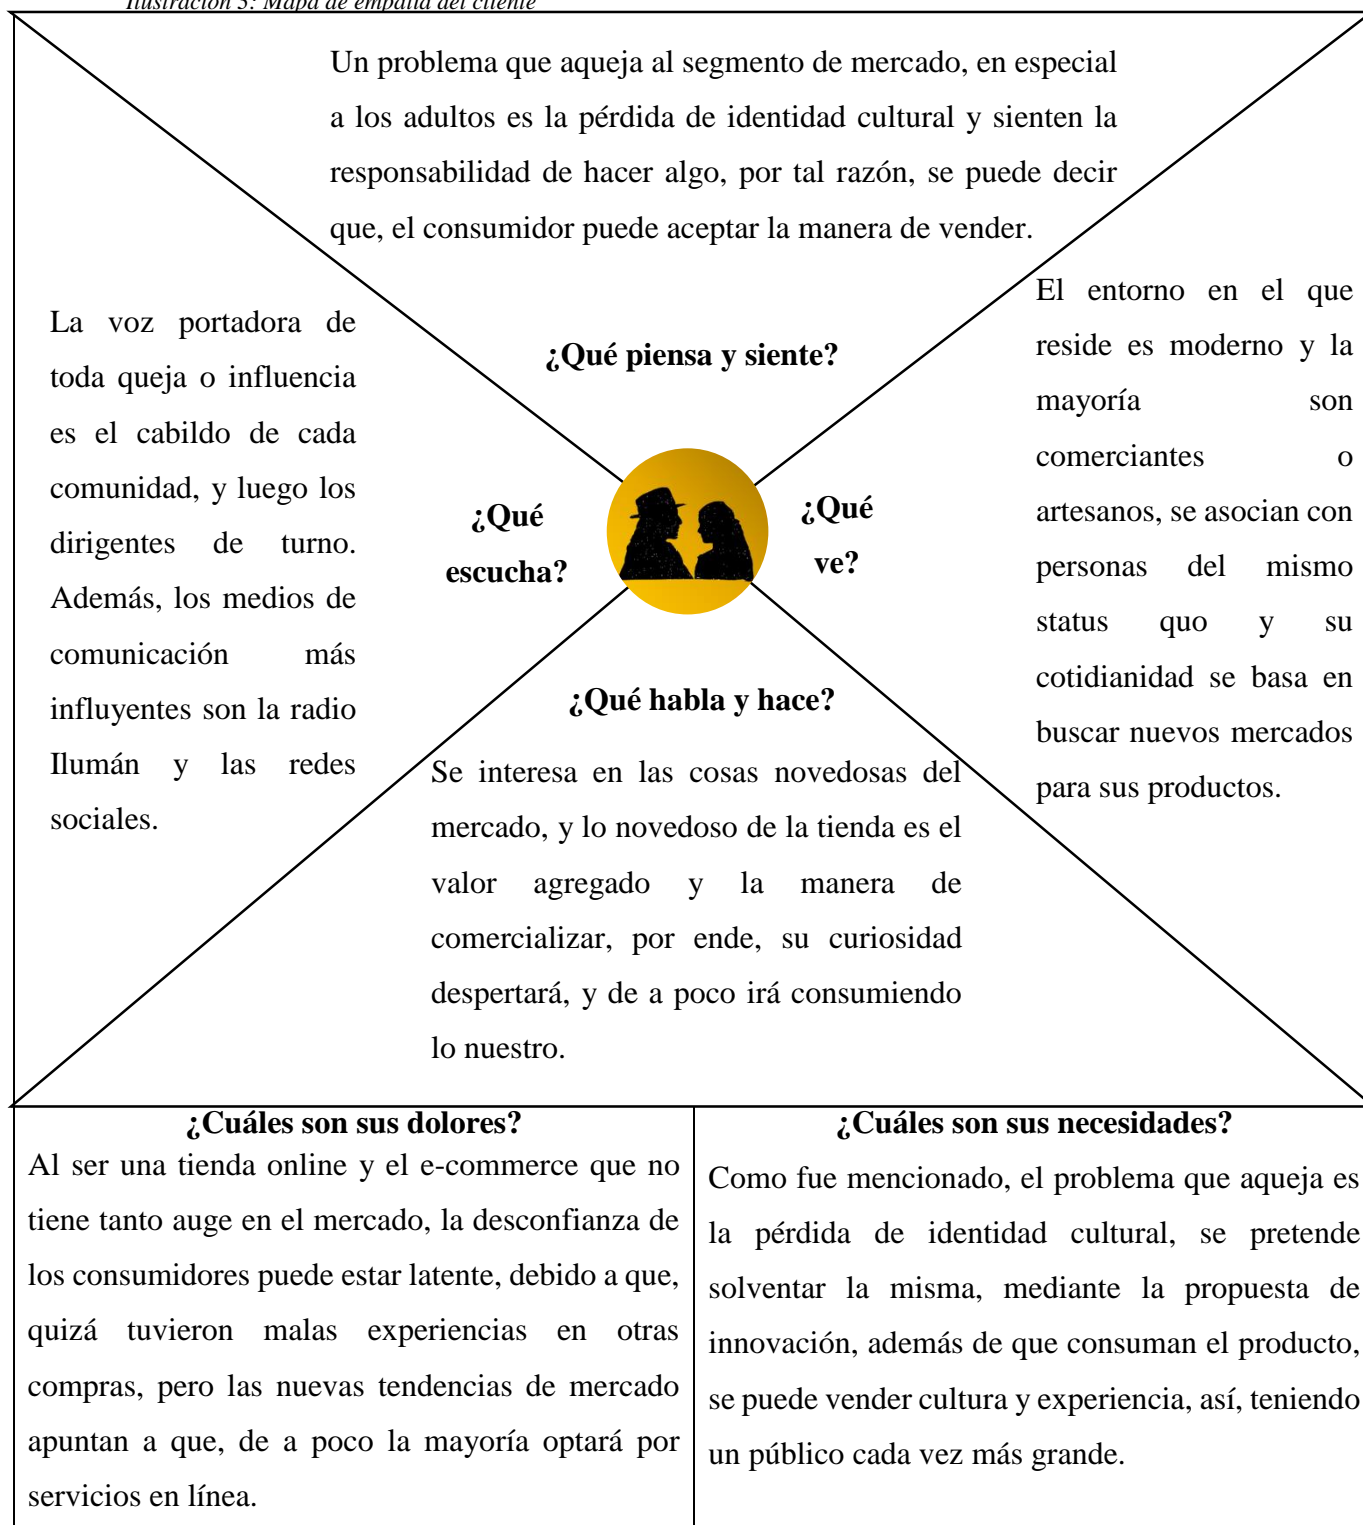 Ilustración 5: Mapa de empatía del cliente
Un problema que aqueja al segmento de mercado, en especial
a los adultos es la pérdida de identidad cultural y sienten la
responsabilidad de hacer algo, por tal razón, se puede decir
que, el consumidor puede aceptar la manera de vender.
¿Qué piensa y siente?
La voz portadora de
toda queja o influencia
es el cabildo de cada
comunidad, y luego los
dirigentes de turno.
Además, los medios de
comunicación más
influyentes son la radio
Ilumán y las redes
sociales.
¿Qué
escucha?
¿Qué
ve?
El entorno en el que
reside es moderno y la
mayoría son
comerciantes o
artesanos, se asocian con
personas del mismo
status quo y su
cotidianidad se basa en
buscar nuevos mercados
para sus productos.
¿Qué habla y hace?
Se interesa en las cosas novedosas del
mercado, y lo novedoso de la tienda es el
valor agregado y la manera de
comercializar, por ende, su curiosidad
despertará, y de a poco irá consumiendo
lo nuestro.
¿Cuáles son sus dolores?
Al ser una tienda online y el e-commerce que no
tiene tanto auge en el mercado, la desconfianza de
los consumidores puede estar latente, debido a que,
quizá tuvieron malas experiencias en otras
compras, pero las nuevas tendencias de mercado
apuntan a que, de a poco la mayoría optará por
servicios en línea.
¿Cuáles son sus necesidades?
Como fue mencionado, el problema que aqueja es
la pérdida de identidad cultural, se pretende
solventar la misma, mediante la propuesta de
innovación, además de que consuman el producto,
se puede vender cultura y experiencia, así, teniendo
un público cada vez más grande.